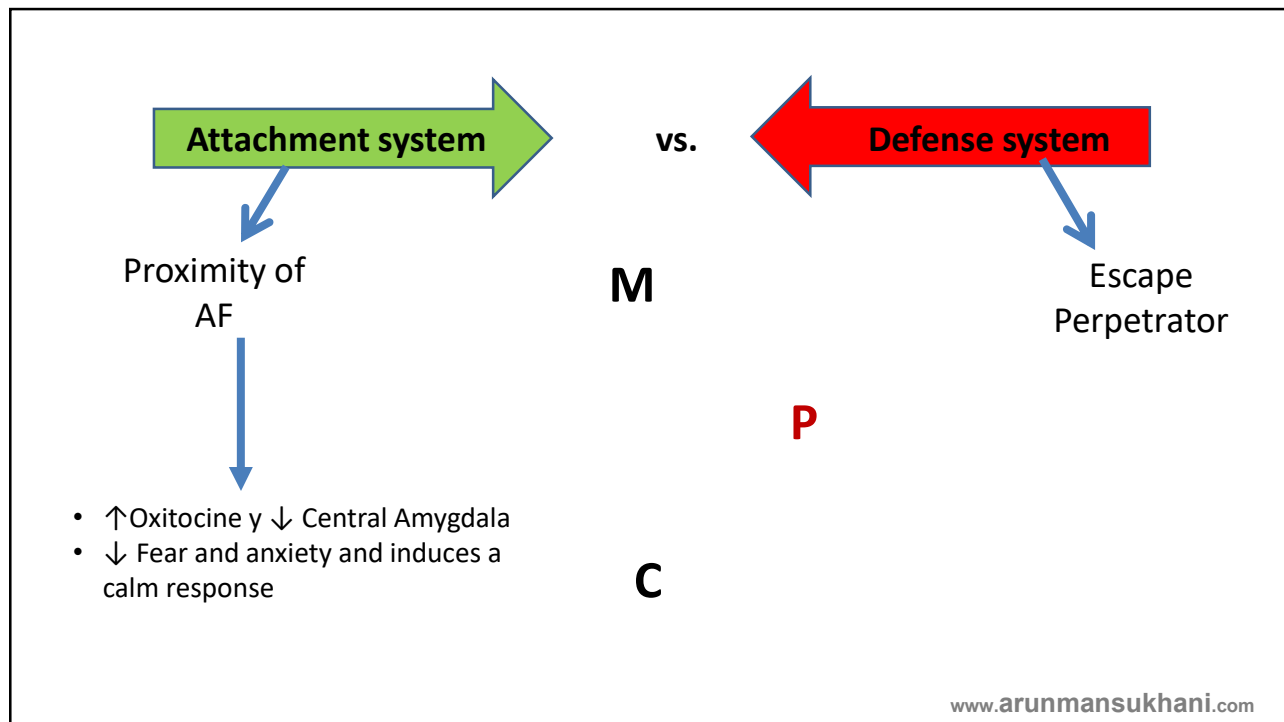 Attachment system
vs.
Defense system
Proximity of
AF
M
Escape
Perpetrator
P
• ↑Oxitocine y ↓ Central Amygdala
• ↓ Fear and anxiety and induces a
calm response
C
www.arunmansukhani.com